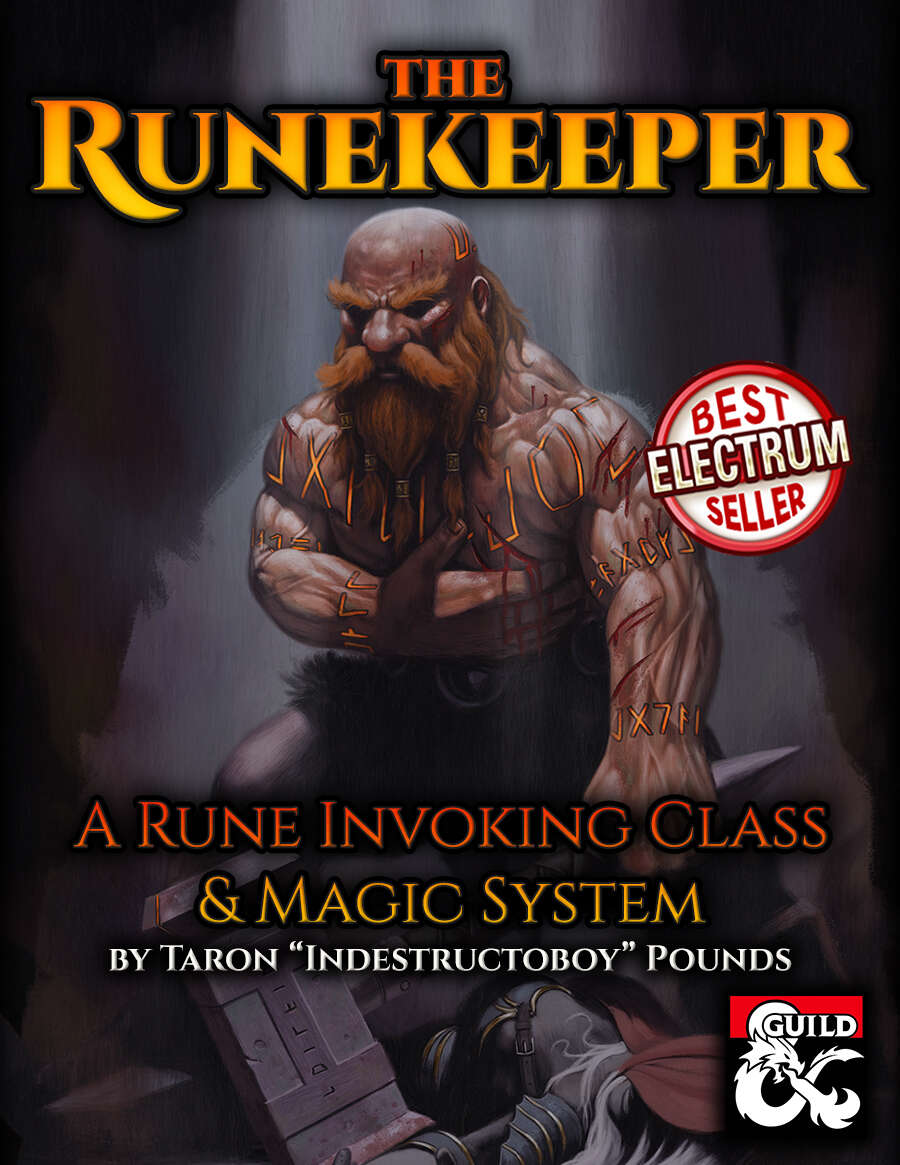 THE
RUNEKEEPER
BEST
ELECTRUM
SELLER
A RUNE INVOKING CLASS
& MAGIC SYSTEM
BY TARON “INDESTRUCTOBOY” POUNDS
GUILD